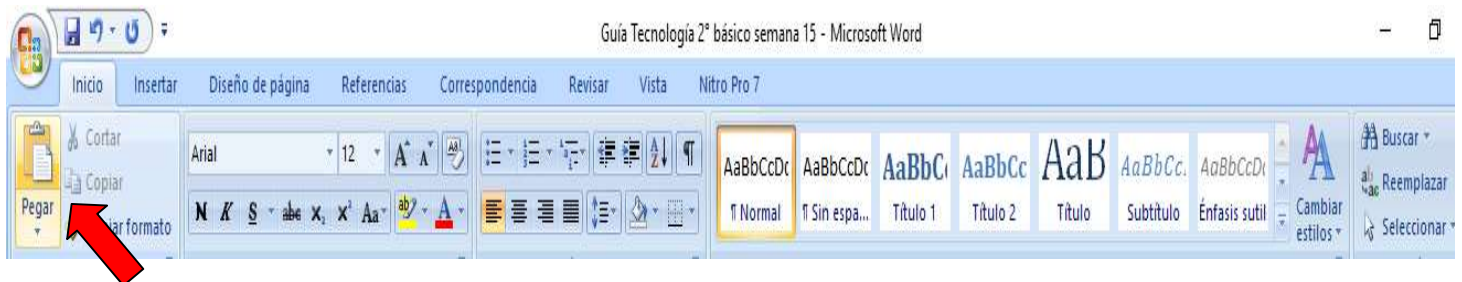 Guía Tecnología 2° básico semana 15 - Microsoft Word
Inicio Insertar Diseño de página Referencias Correspondencia Revisar Vista Nitro Pro 7
Pegar
Cortar
Copiar
ar formato
Arial 12
N K S abc X₂ X² Aa ab A
AaBbCcDc AaBbCcDc AaBbC AaBbCc AaB AaBbCc. AaBbCcDc
¶ Normal ¶ Sin espa... Título 1 Título 2 Título Subtítulo Énfasis sutil
Cambiar
estilos
Buscar
Reemplazar
Seleccionar